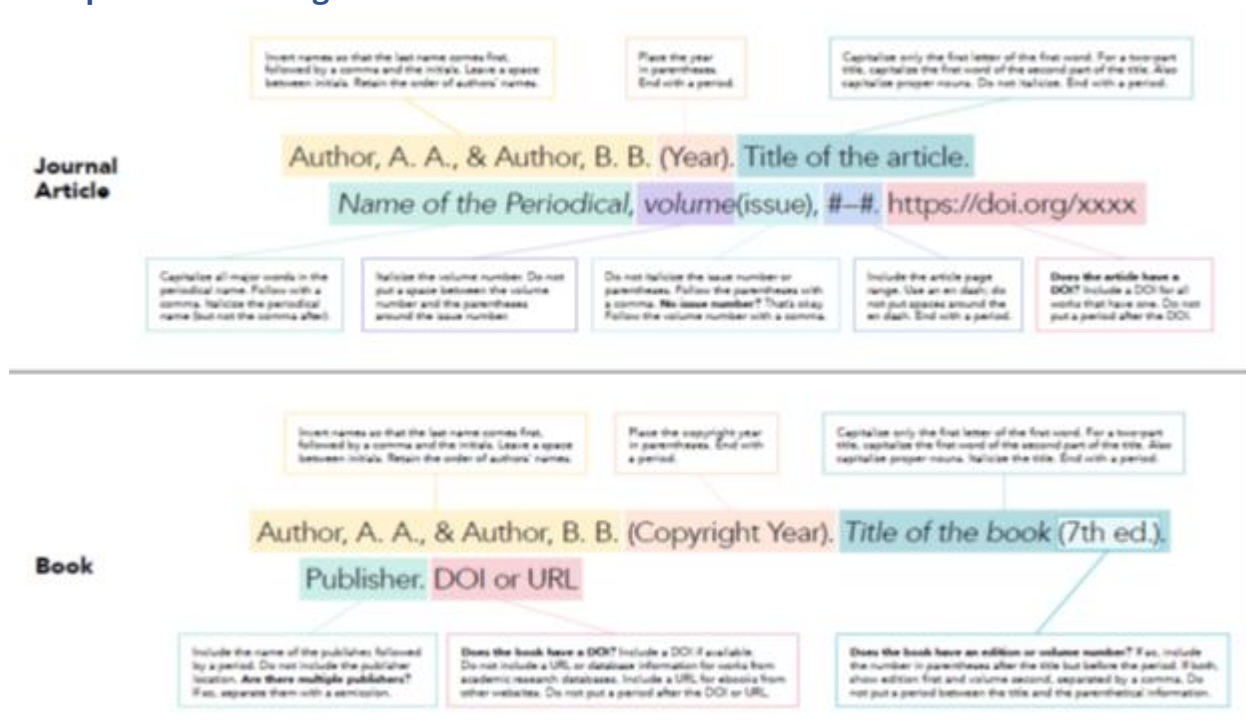 Invert names so that the last name comes first,
followed by a comma and the initials. Leave a space
between initials. Retain the order of authors' names.
Place the year
in parentheses.
End with a period.
Capitalize only the first letter of the first word. For a two-part
title, capitalize the first word of the second part of the title. Also
capitalize proper nouns. Do not italicize. End with a period.
Journal
Article
Author, A. A., & Author, B. B. (Year). Title of the article.
Name of the Periodical, volume(issue), #–#. https://doi.org/xxxx
Capitalize all major words in the
periodical name. Follow with a
comma. Italicize the periodical
name (but not the comma after).
Italicize the volume number. Do not
put a space between the volume
number and the parentheses
around the issue number.
Do not italicize the issue number or
parentheses. Follow the parentheses with
a comma. No issue number? That's okay.
Follow the volume number with a comma.
Include the article page
range. Use an en dash; do
not put spaces around the
en dash. End with a period.
Does the article have a
DOI? Include a DOI for all
works that have one. Do not
put a period after the DOI.
Invert names so that the last name comes first,
followed by a comma and the initials. Leave a space
between initials. Retain the order of authors' names.
Place the copyright year
in parentheses. End with
a period.
Capitalize only the first letter of the first word. For a two-part
title, capitalize the first word of the second part of the title. Also
capitalize proper nouns. Italicize the title. End with a period.
Book
Author, A. A., & Author, B. B. (Copyright Year). Title of the book (7th ed.).
Publisher. DOI or URL
Include the name of the publisher, followed
by a period. Do not include the publisher
location. Are there multiple publishers?
If so, separate them with a semicolon.
Does the book have a DOI? Include a DOI if available.
Do not include a URL or database information for works from
academic research databases. Include a URL for ebooks from
other websites. Do not put a period after the DOI or URL.
Does the book have an edition or volume number? If so, include
the number in parentheses after the title but before the period. If both,
show edition first and volume second, separated by a comma. Do
not put a period between the title and the parenthetical information.